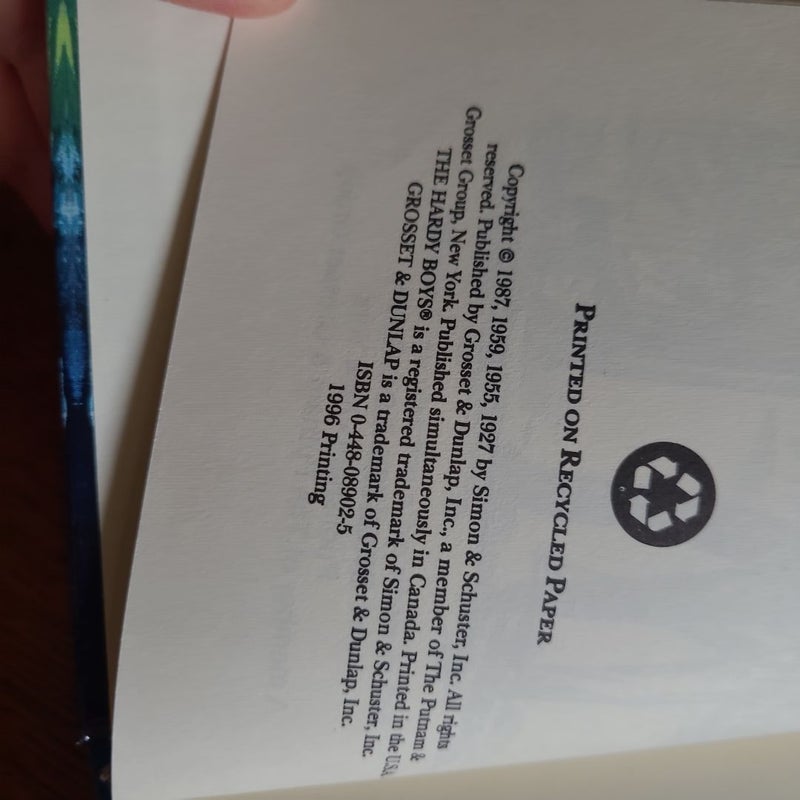 PRINTED ON RECYCLED PAPER
Copyright © 1987, 1959, 1955, 1927 by Simon & Schuster, Inc. All rights
reserved. Published by Grosset & Dunlap, Inc., a member of The Putnam &
Grosset Group, New York. Published simultaneously in Canada. Printed in the USA
THE HARDY BOYS® is a registered trademark of Simon & Schuster, Inc.
GROSSET & DUNLAP is a trademark of Grosset & Dunlap, Inc.
ISBN 0-448-08902-5
1996 Printing